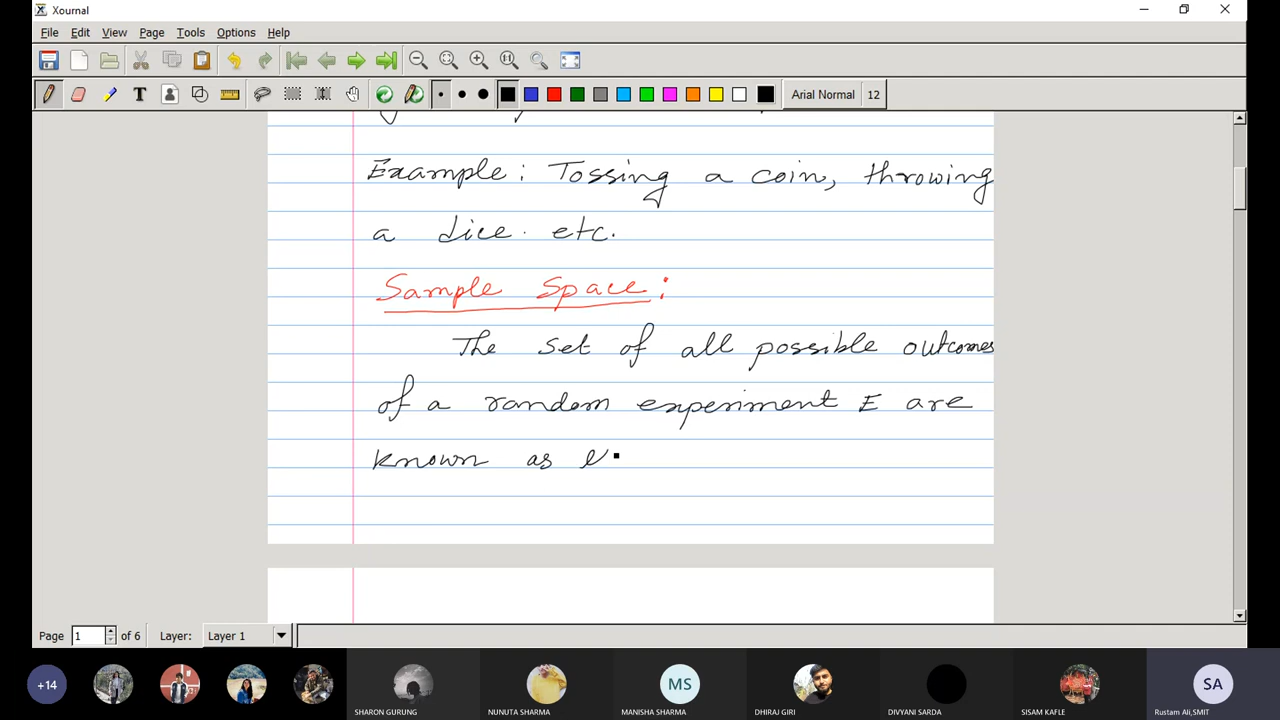 Xournal
File Edit View Page Tools Options Help
Arial Normal 12
Example: Tossing a coin, throwing
a dice. etc.
Sample Space:
The set of all possible outcomes
of a random experiment E are
known as
Page 1 of 6 Layer: Layer 1
+14 MS SA
SHARON GURUNG NUNUTA SHARMA MANISHA SHARMA DHIRAJ GIRI DIVYANI SARDA SISAM KAFLE Rustam Ali,SMIT